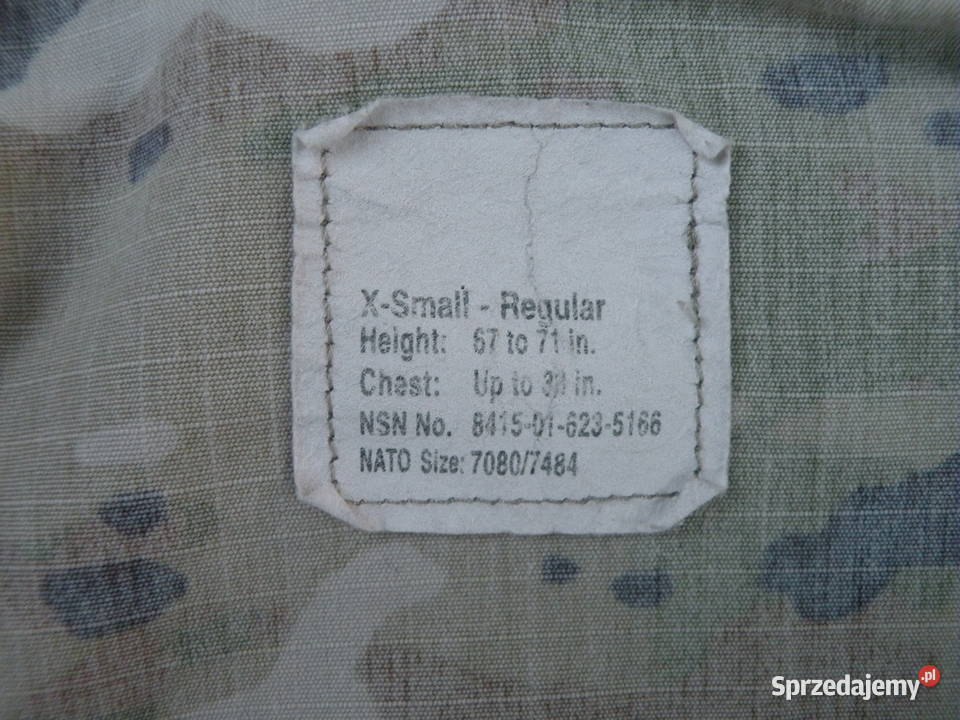 X-Small - Regular
Height: 67 to 71 in.
Chest: Up to in.
NSN No. 8415-01-623-5166
NATO Size: 7080/7484
Sprzedajemy.pl